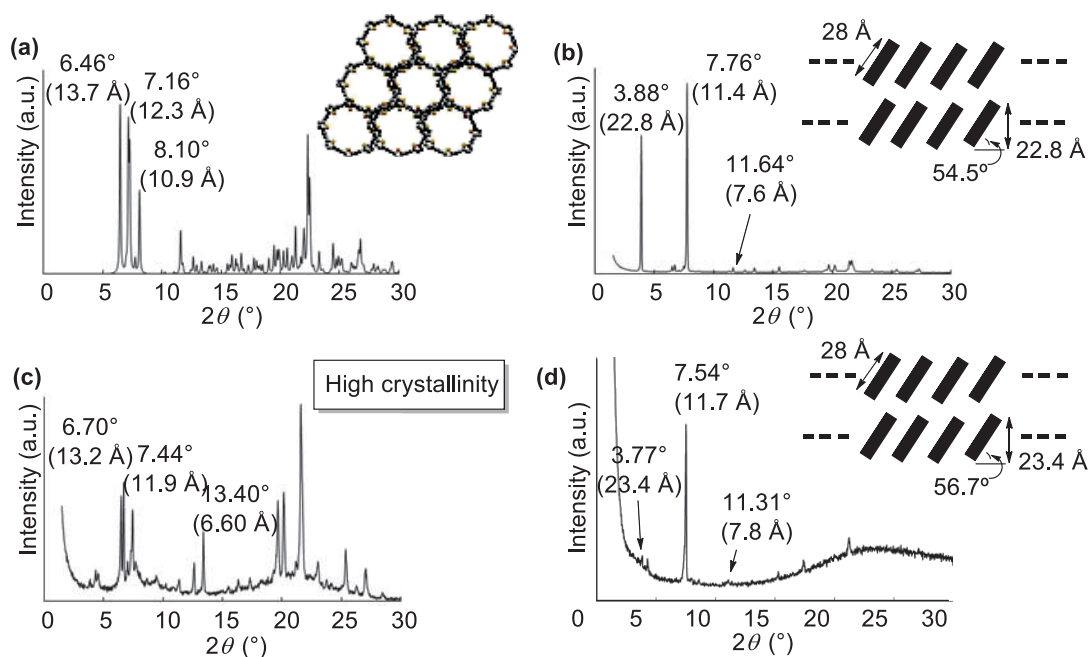 (a)
6.46°
(13.7 Å)
7.16°
(12.3 Å)
8.10°
(10.9 Å)
Intensity (a.u.)
0 5 10 15 20 25 30
2θ (°)
(b)
3.88°
(22.8 Å)
7.76°
(11.4 Å)
11.64°
(7.6 Å)
28 Å
22.8 Å
54.5º
Intensity (a.u.)
0 5 10 15 20 25 30
2θ (°)
(c)
High crystallinity
6.70°
(13.2 Å)
7.44°
(11.9 Å)
13.40°
(6.60 Å)
Intensity (a.u.)
0 5 10 15 20 25 30
2θ (°)
(d)
7.54°
(11.7 Å)
3.77°
(23.4 Å)
11.31°
(7.8 Å)
28 Å
23.4 Å
56.7º
Intensity (a.u.)
0 5 10 15 20 25 30
2θ (°)